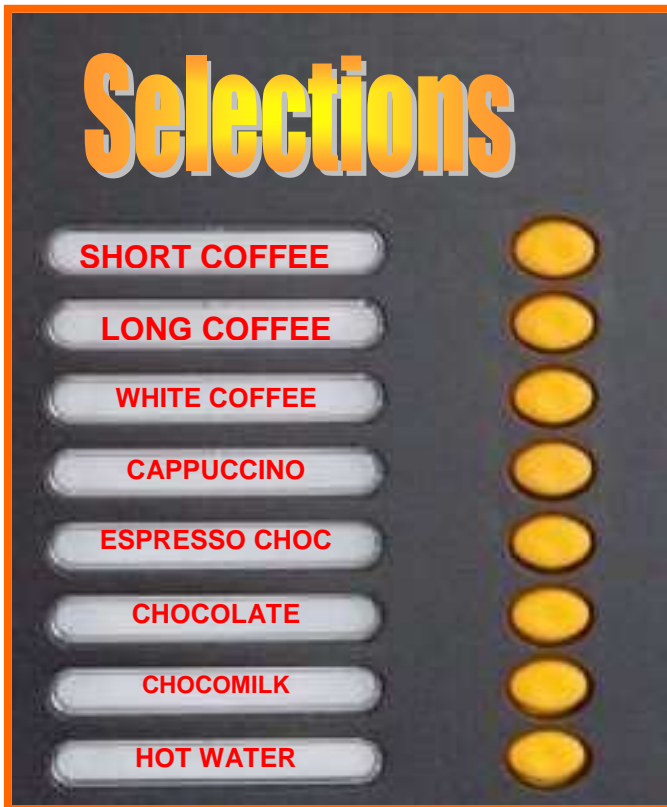 Selections
SHORT COFFEE
LONG COFFEE
WHITE COFFEE
CAPPUCCINO
ESPRESSO CHOC
CHOCOLATE
CHOCOMILK
HOT WATER